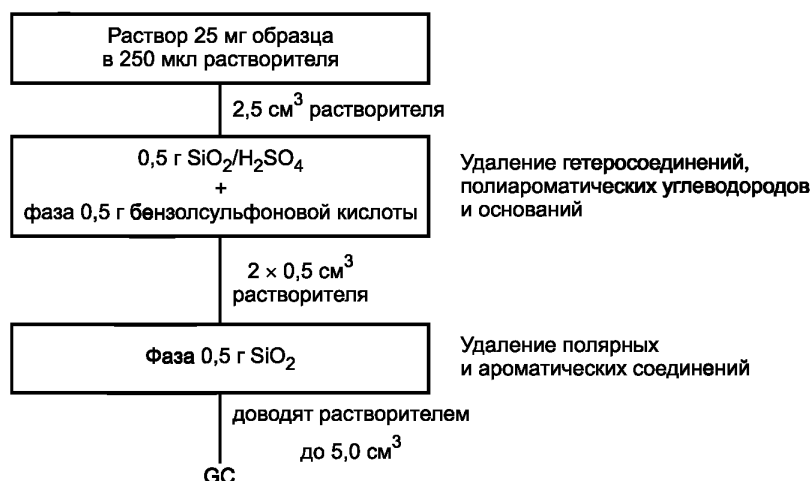 Раствор 25 мг образца
в 250 мкл растворителя
2,5 см³ растворителя
0,5 г SiO₂/H₂SO₄
+
фаза 0,5 г бензолсульфоновой кислоты
Удаление гетеросоединений,
полиароматических углеводородов
и оснований
2 × 0,5 см³
растворителя
Фаза 0,5 г SiO₂
Удаление полярных
и ароматических соединений
доводят растворителем
до 5,0 см³
GC